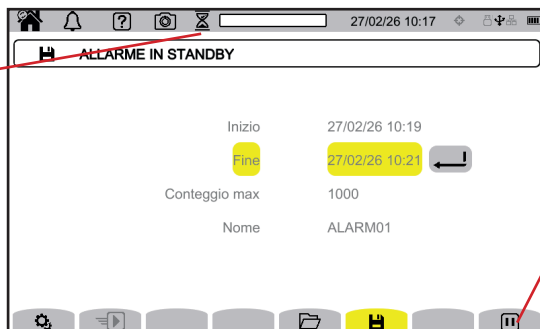 ? 27/02/26 10:17
ALLARME IN STANDBY
Inizio 27/02/26 10:19
Fine 27/02/26 10:21
Conteggio max 1000
Nome ALARM01